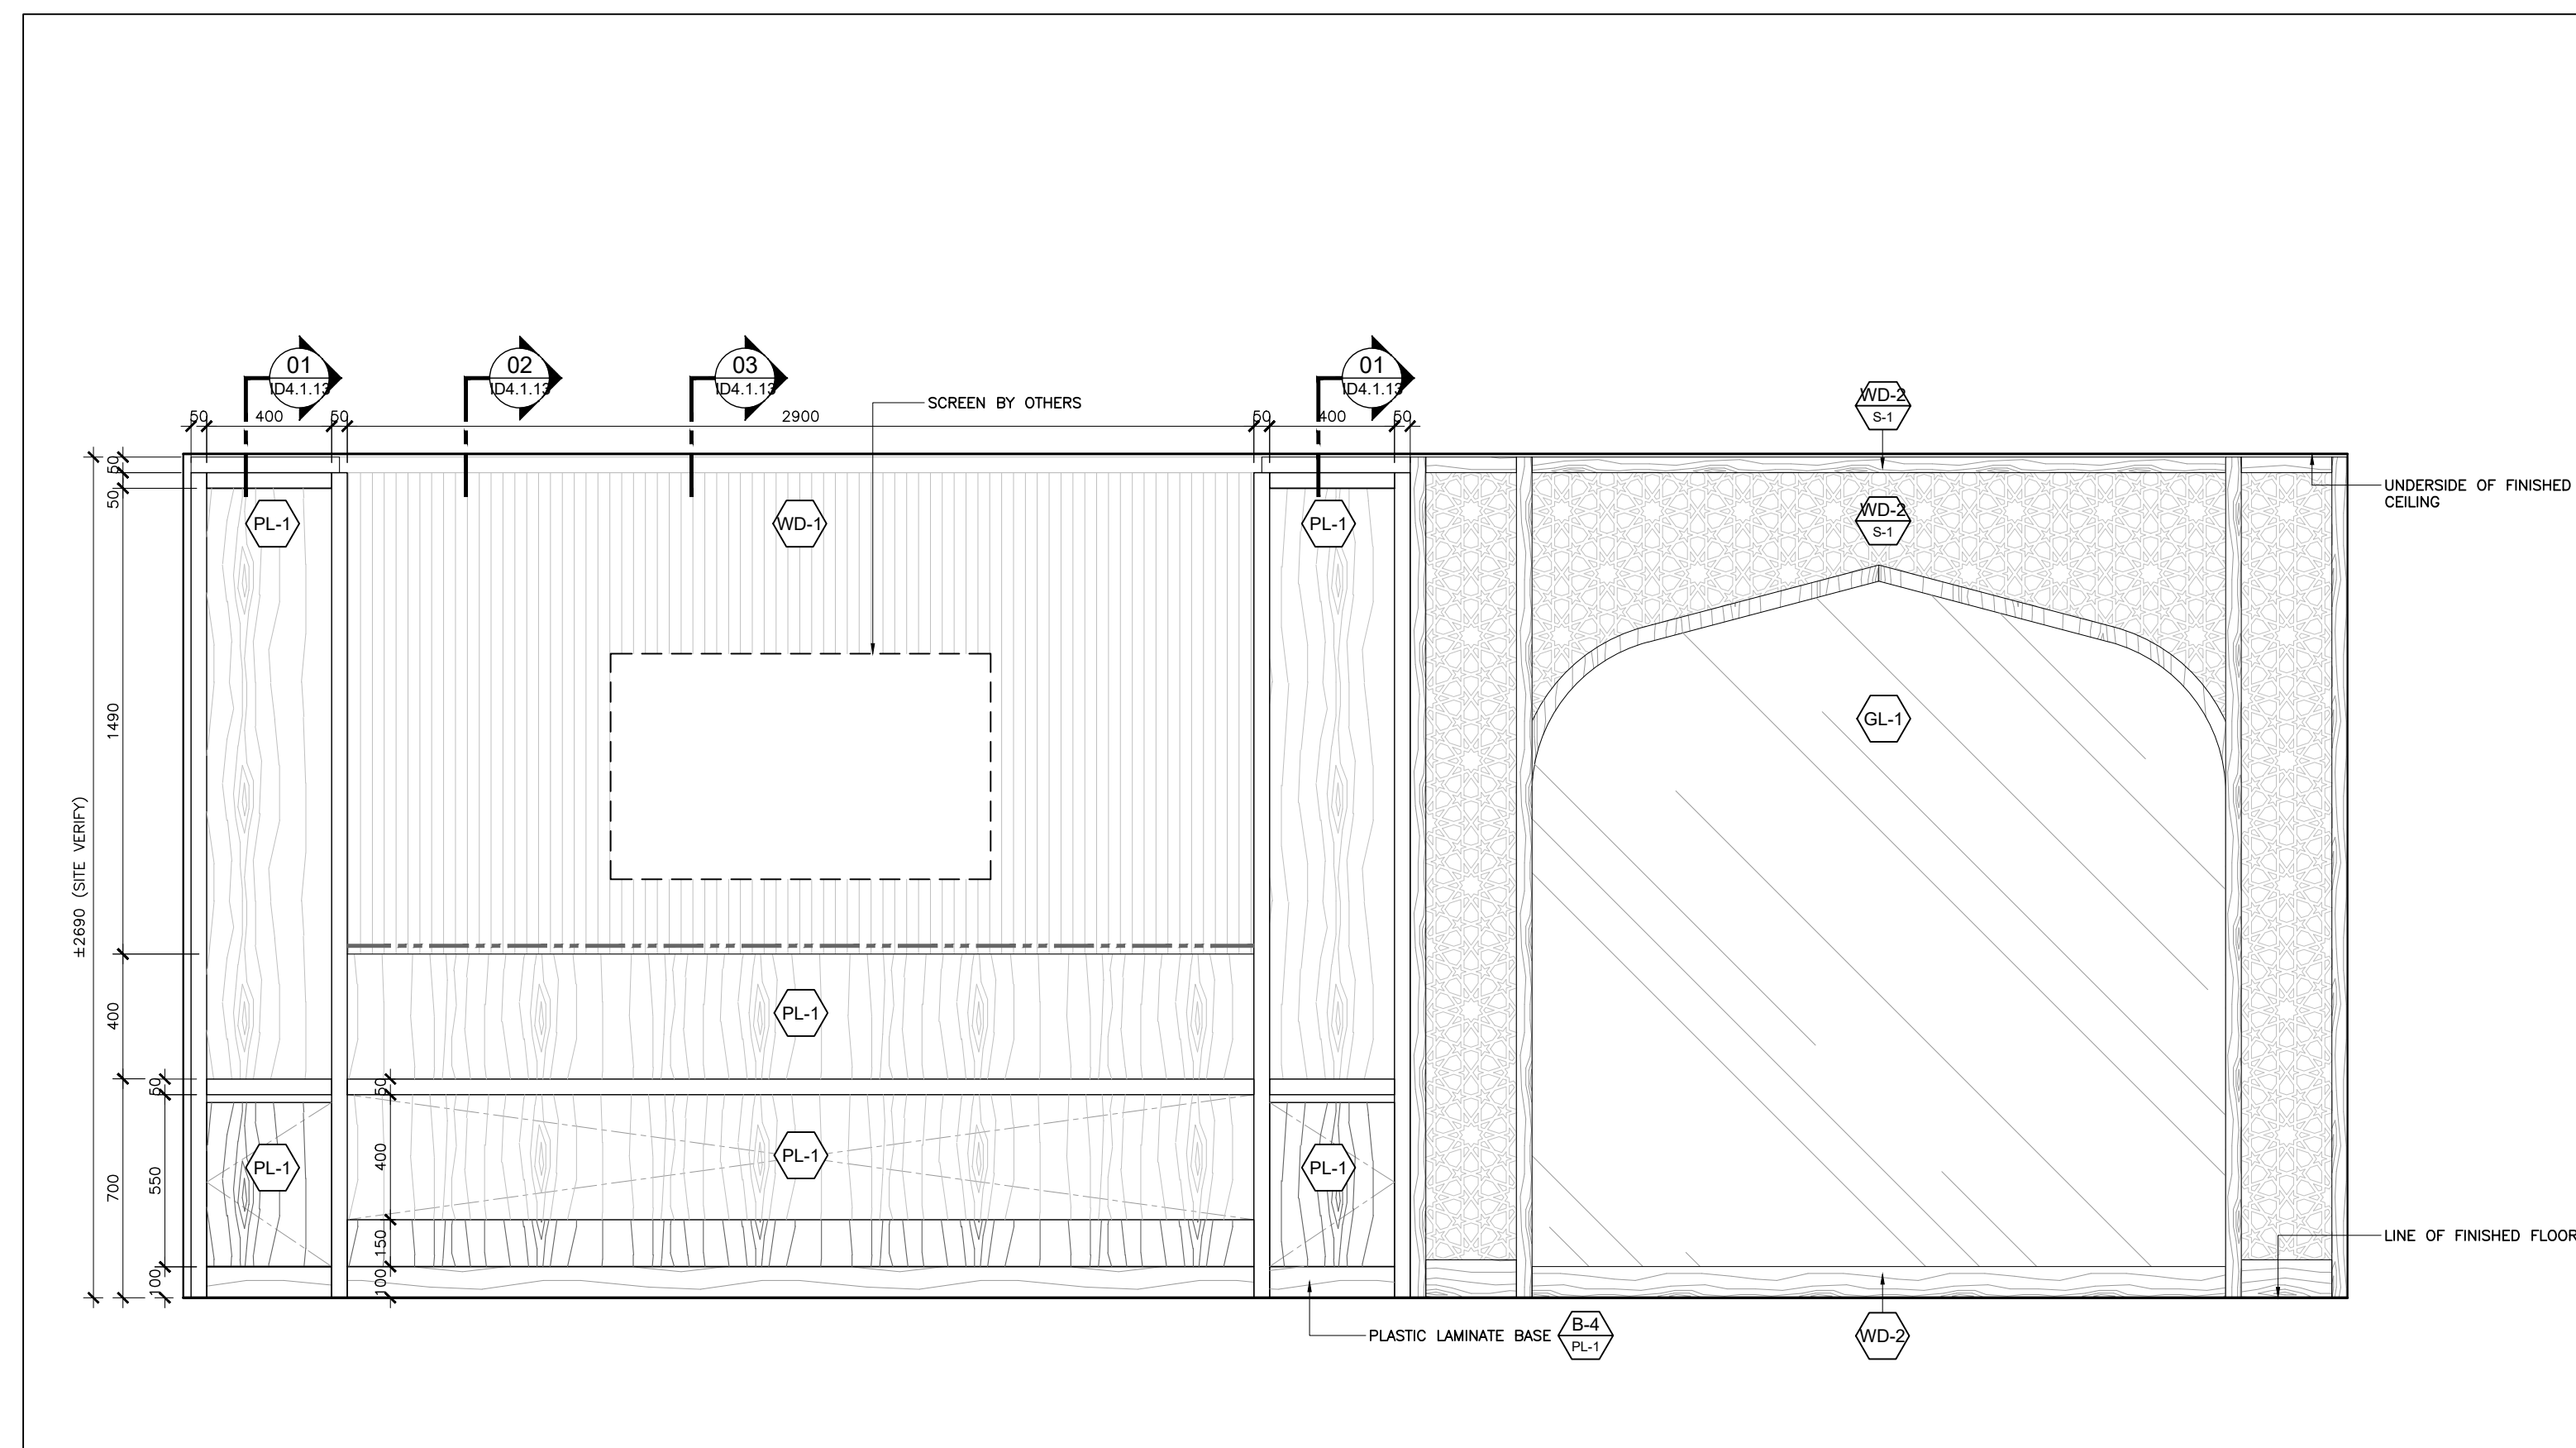 01
ID4.1.13
02
ID4.1.13
03
ID4.1.13
01
ID4.1.13
WD-2
S-1
SCREEN BY OTHERS
50
400
50
2900
50
400
50
50
50
UNDERSIDE OF FINISHED
CEILING
PL-1
WD-1
PL-1
WD-2
S-1
GL-1
1490
±2690 (SITE VERIFY)
400
PL-1
50
50
PL-1
PL-1
PL-1
400
550
700
150
100
100
LINE OF FINISHED FLOOR
PLASTIC LAMINATE BASE
B-4
PL-1
WD-2